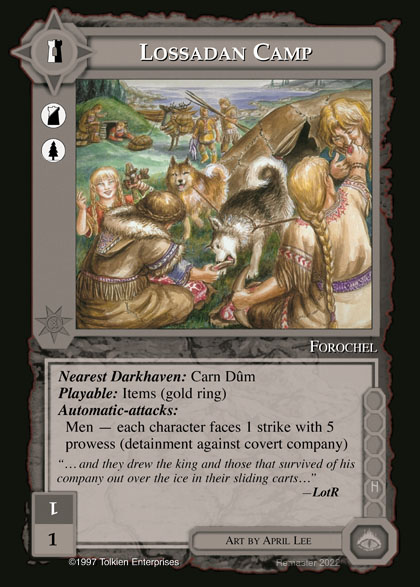 Lossadan Camp
Forochel
Nearest Darkhaven: Carn Dûm
Playable: Items (gold ring)
Automatic-attacks:
Men — each character faces 1 strike with 5
prowess (detainment against covert company)
“… and they drew the king and those that survived of his
company out over the ice in their sliding carts…”
—LotR
H
1
1
Art by April Lee
©1997 Tolkien Enterprises
Remaster 2022